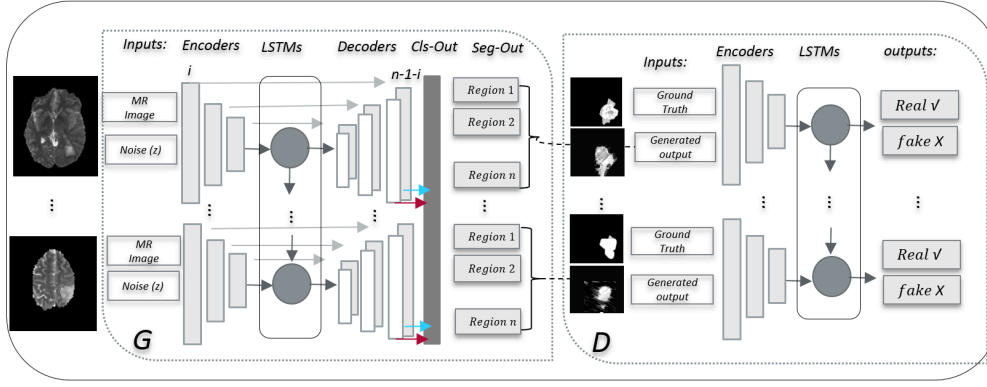 Inputs: Encoders LSTMs Decoders Cls-Out Seg-Out
i
n-1-i
MR
Image
Noise (z)
Region 1
Region 2
Region n
...
...
...
...
...
MR
Image
Noise (z)
Region 1
Region 2
Region n
G
Inputs: Encoders LSTMs outputs:
Ground
Truth
Generated
output
Real √
fake X
...
...
...
...
...
Ground
Truth
Generated
output
Real √
fake X
D